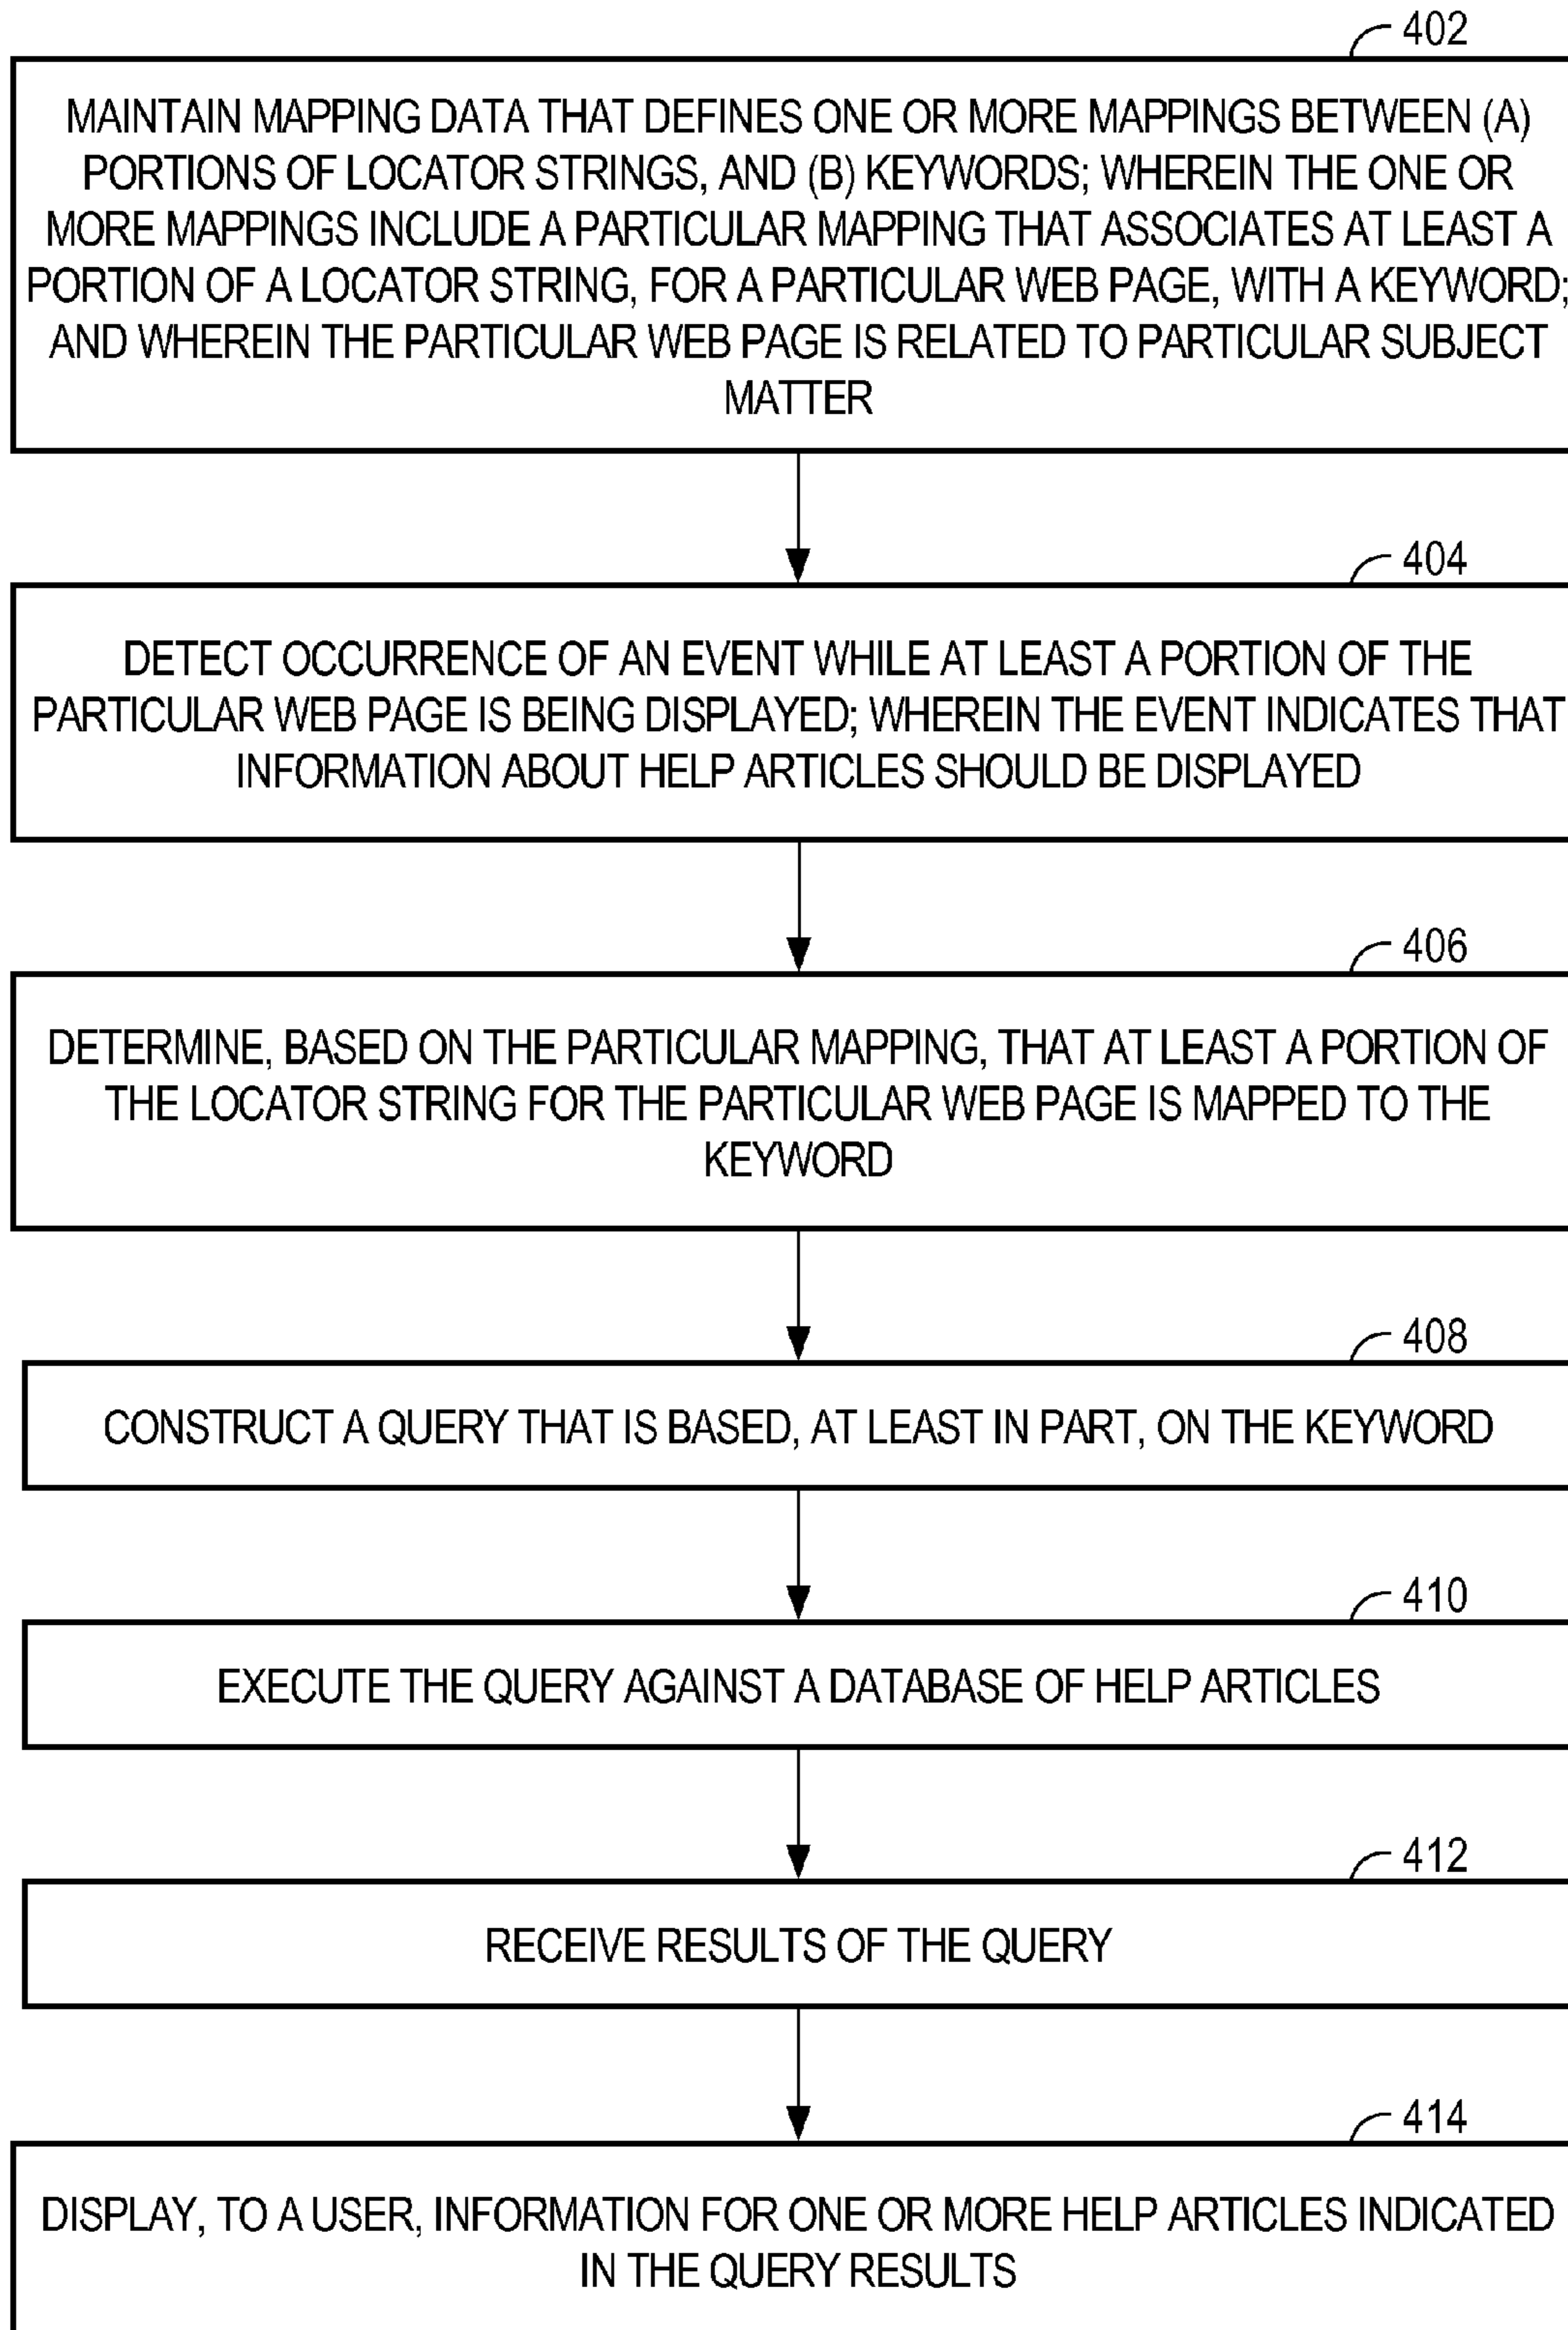 402
MAINTAIN MAPPING DATA THAT DEFINES ONE OR MORE MAPPINGS BETWEEN (A)
PORTIONS OF LOCATOR STRINGS, AND (B) KEYWORDS; WHEREIN THE ONE OR
MORE MAPPINGS INCLUDE A PARTICULAR MAPPING THAT ASSOCIATES AT LEAST A
PORTION OF A LOCATOR STRING, FOR A PARTICULAR WEB PAGE, WITH A KEYWORD;
AND WHEREIN THE PARTICULAR WEB PAGE IS RELATED TO PARTICULAR SUBJECT
MATTER
404
DETECT OCCURRENCE OF AN EVENT WHILE AT LEAST A PORTION OF THE
PARTICULAR WEB PAGE IS BEING DISPLAYED; WHEREIN THE EVENT INDICATES THAT
INFORMATION ABOUT HELP ARTICLES SHOULD BE DISPLAYED
406
DETERMINE, BASED ON THE PARTICULAR MAPPING, THAT AT LEAST A PORTION OF
THE LOCATOR STRING FOR THE PARTICULAR WEB PAGE IS MAPPED TO THE
KEYWORD
408
CONSTRUCT A QUERY THAT IS BASED, AT LEAST IN PART, ON THE KEYWORD
410
EXECUTE THE QUERY AGAINST A DATABASE OF HELP ARTICLES
412
RECEIVE RESULTS OF THE QUERY
414
DISPLAY, TO A USER, INFORMATION FOR ONE OR MORE HELP ARTICLES INDICATED
IN THE QUERY RESULTS